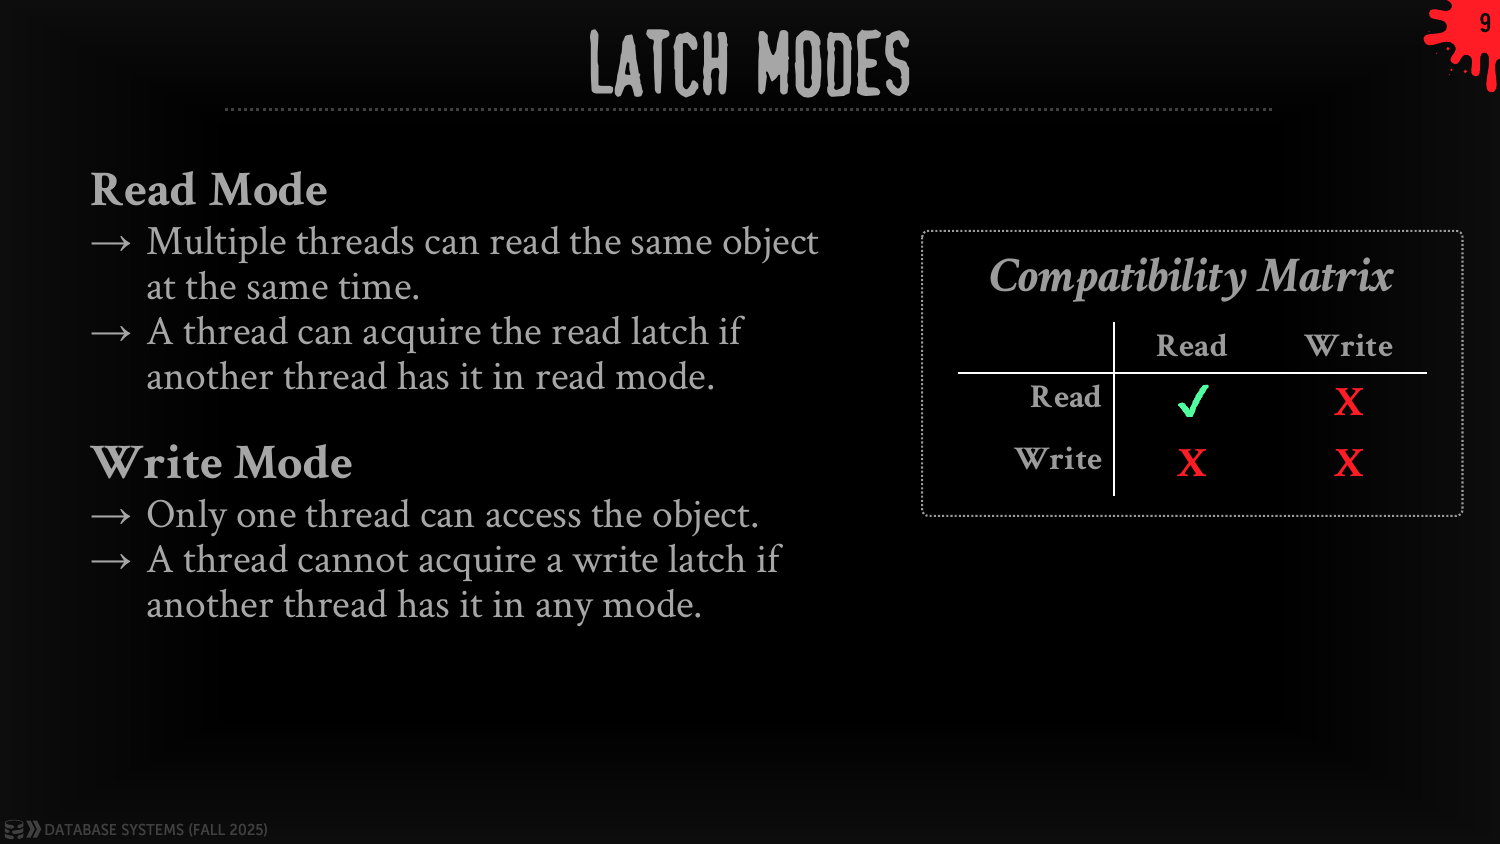 LATCH MODES
9
Read Mode
→ Multiple threads can read the same object
at the same time.
→ A thread can acquire the read latch if
another thread has it in read mode.
Write Mode
→ Only one thread can access the object.
→ A thread cannot acquire a write latch if
another thread has it in any mode.
Compatibility Matrix
Read Write
Read ✓ X
Write X X
DATABASE SYSTEMS (FALL 2025)